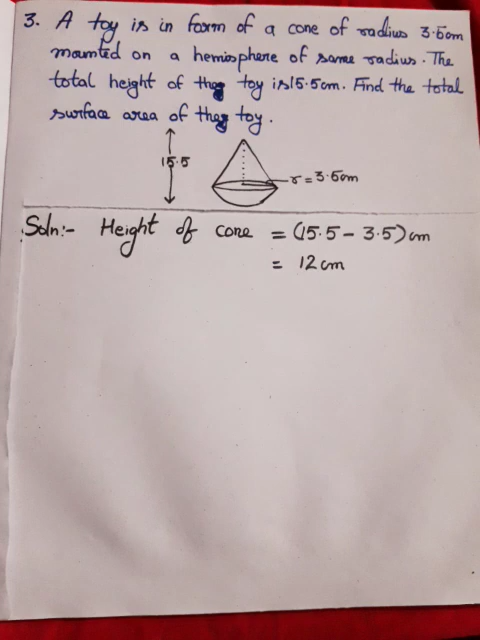 3. A toy is in form of a cone of radius 3.5cm
mounted on a hemisphere of same radius. The
total height of the toy is 15.5cm. Find the total
surface area of the toy.
15.5
r = 3.5cm
Soln:- Height of cone = (15.5 - 3.5)cm
= 12cm